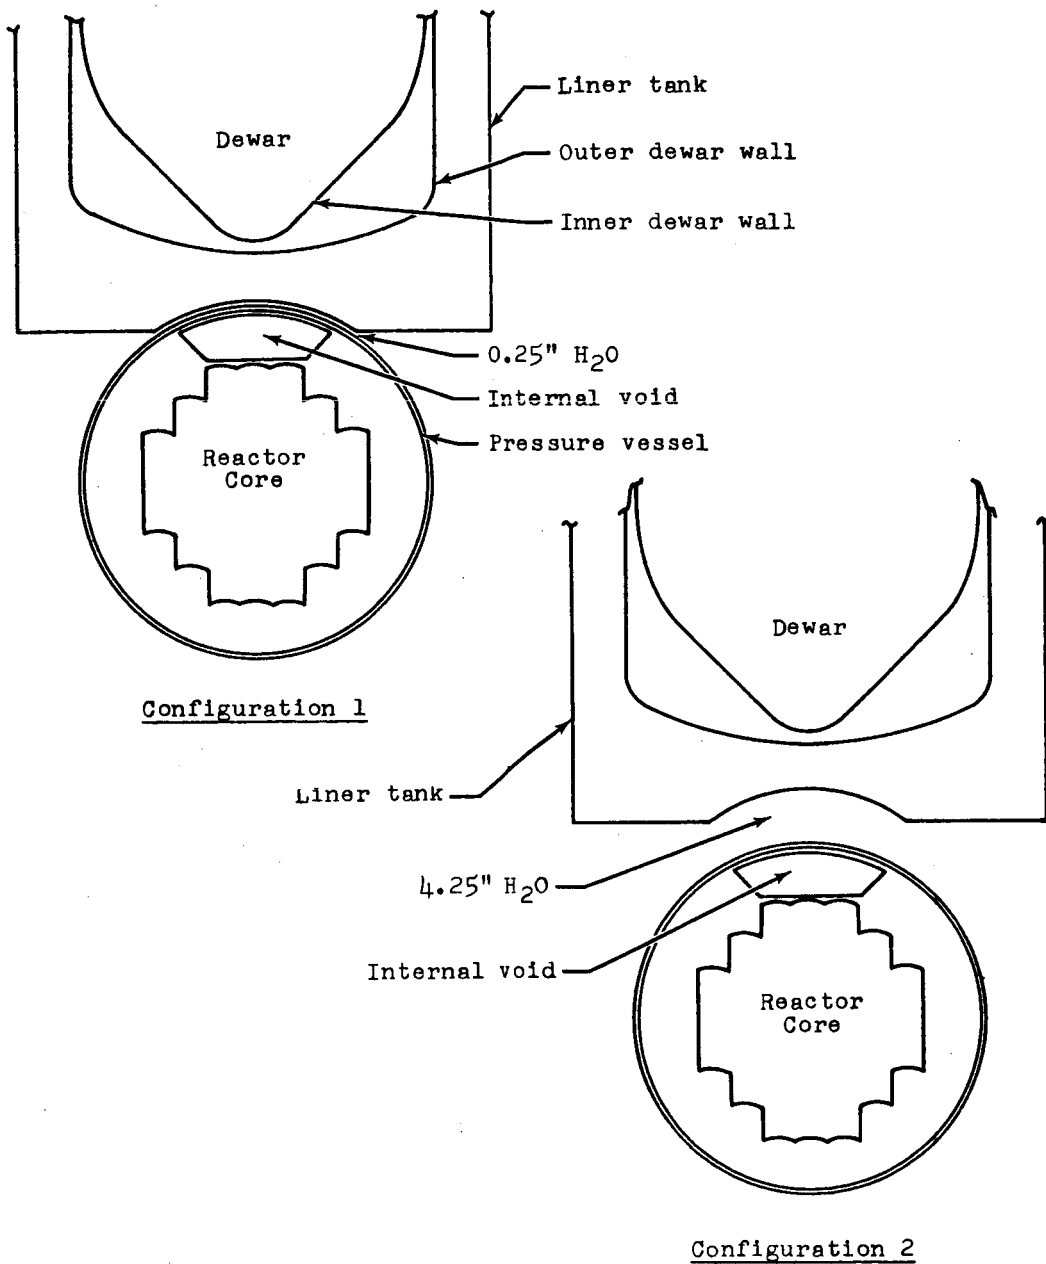 Liner tank
Dewar
Outer dewar wall
Inner dewar wall
0.25" H2O
Internal void
Pressure vessel
Reactor
Core
Configuration 1
Dewar
Liner tank
4.25" H2O
Internal void
Reactor
Core
Configuration 2